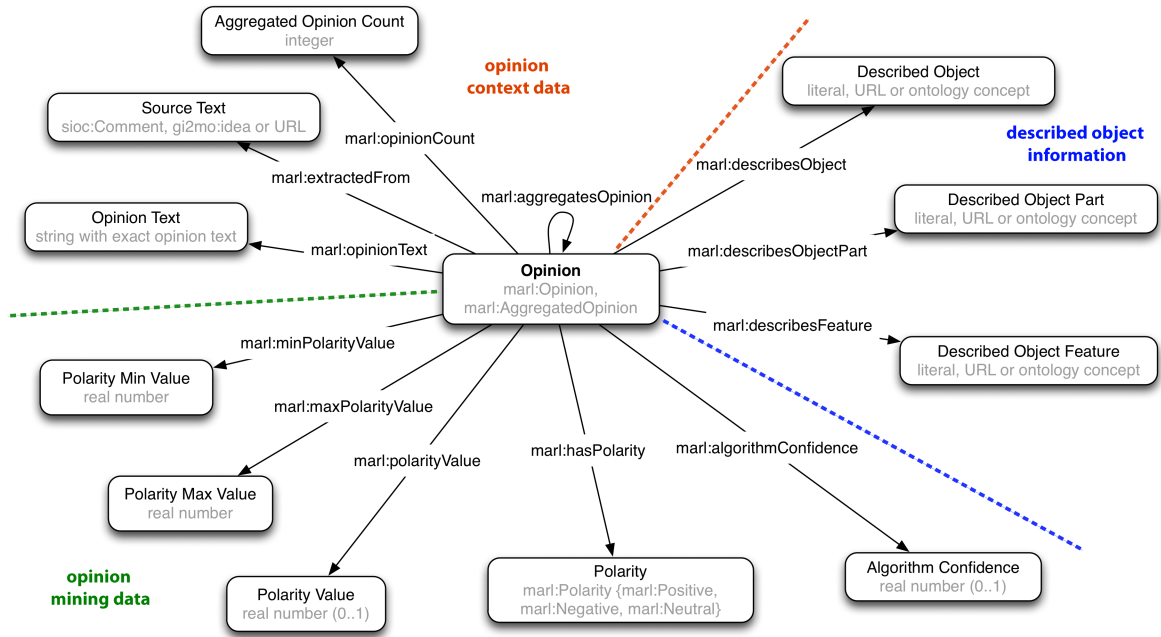 Aggregated Opinion Count
integer
opinion
context data
Described Object
literal, URL or ontology concept
Source Text
sioc:Comment, gi2mo:idea or URL
marl:opinionCount
described object
information
marl:describesObject
marl:extractedFrom
marl:aggregatesOpinion
Described Object Part
literal, URL or ontology concept
Opinion Text
string with exact opinion text
marl:opinionText
marl:describesObjectPart
Opinion
marl:Opinion,
marl:AggregatedOpinion
marl:describesFeature
marl:minPolarityValue
Described Object Feature
literal, URL or ontology concept
Polarity Min Value
real number
marl:maxPolarityValue
marl:polarityValue
marl:hasPolarity
marl:algorithmConfidence
Polarity Max Value
real number
opinion
mining data
Polarity Value
real number (0..1)
Polarity
marl:Polarity {marl:Positive,
marl:Negative, marl:Neutral}
Algorithm Confidence
real number (0..1)